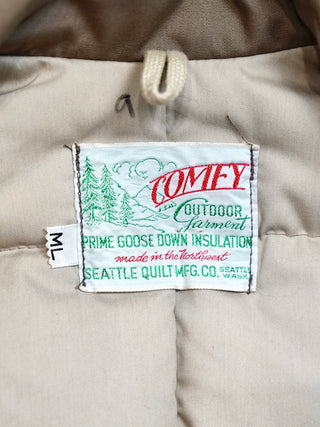 COMFY
OUTDOOR
Garment
PRIME GOOSE DOWN INSULATION
made in the Northwest
SEATTLE QUILT MFG. CO. SEATTLE WASH.
ML